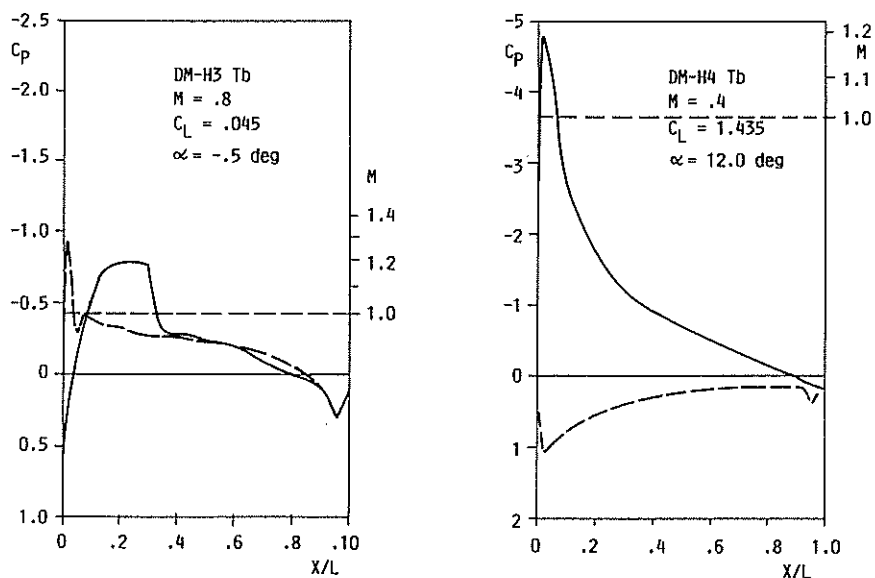 -2.5
C_P
-2.0
-1.5
-1.0
-0.5
0
0.5
1.0
DM-H3 Tb
M = .8
C_L = .045
∝ = -.5 deg
M
1.4
1.2
1.0
0 .2 .4 .6 .8 .10
X/L
-5
C_P
-4
-3
-2
-1
0
1
2
DM-H4 Tb
M = .4
C_L = 1.435
∝ = 12.0 deg
1.2
M
1.1
1.0
0 .2 .4 .6 .8 1.0
X/L